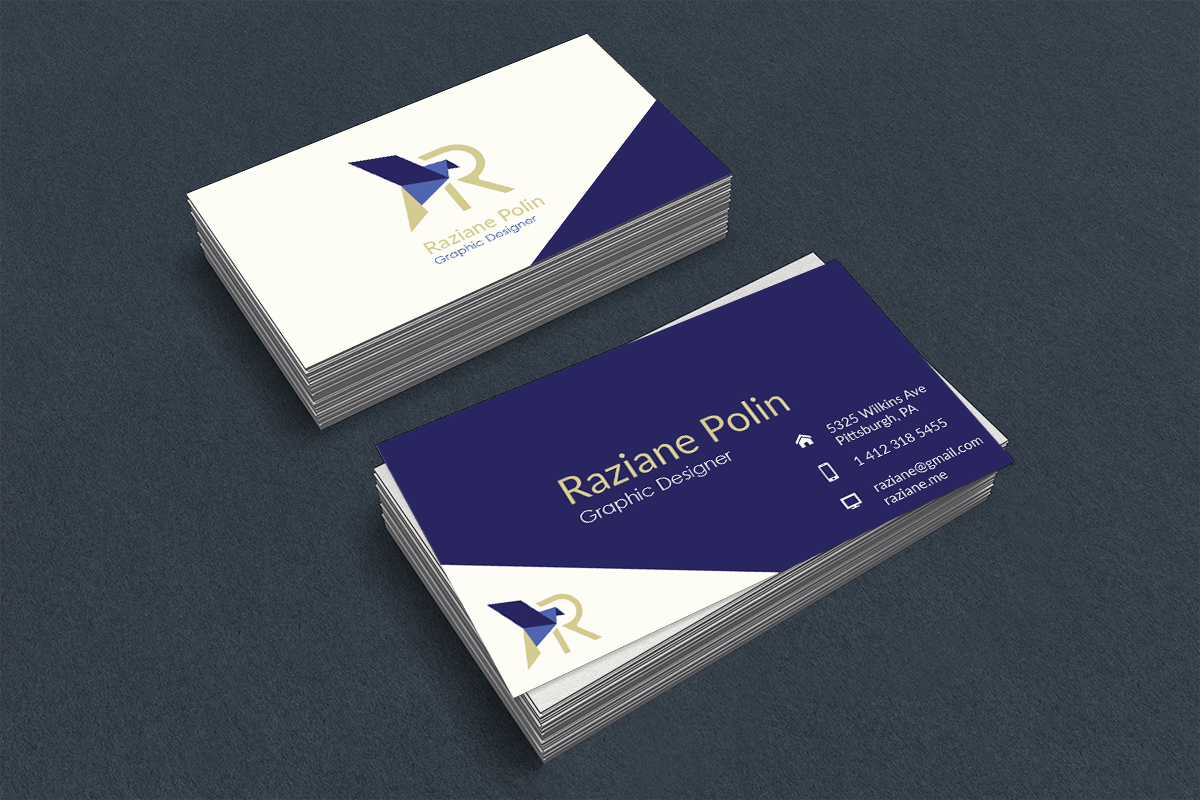 R
Raziane Polin
Graphic Designer
Raziane Polin
Graphic Designer
5325 Wilkins Ave
Pittsburgh, PA
1 412 318 5455
raziane@gmail.com
raziane.me
R